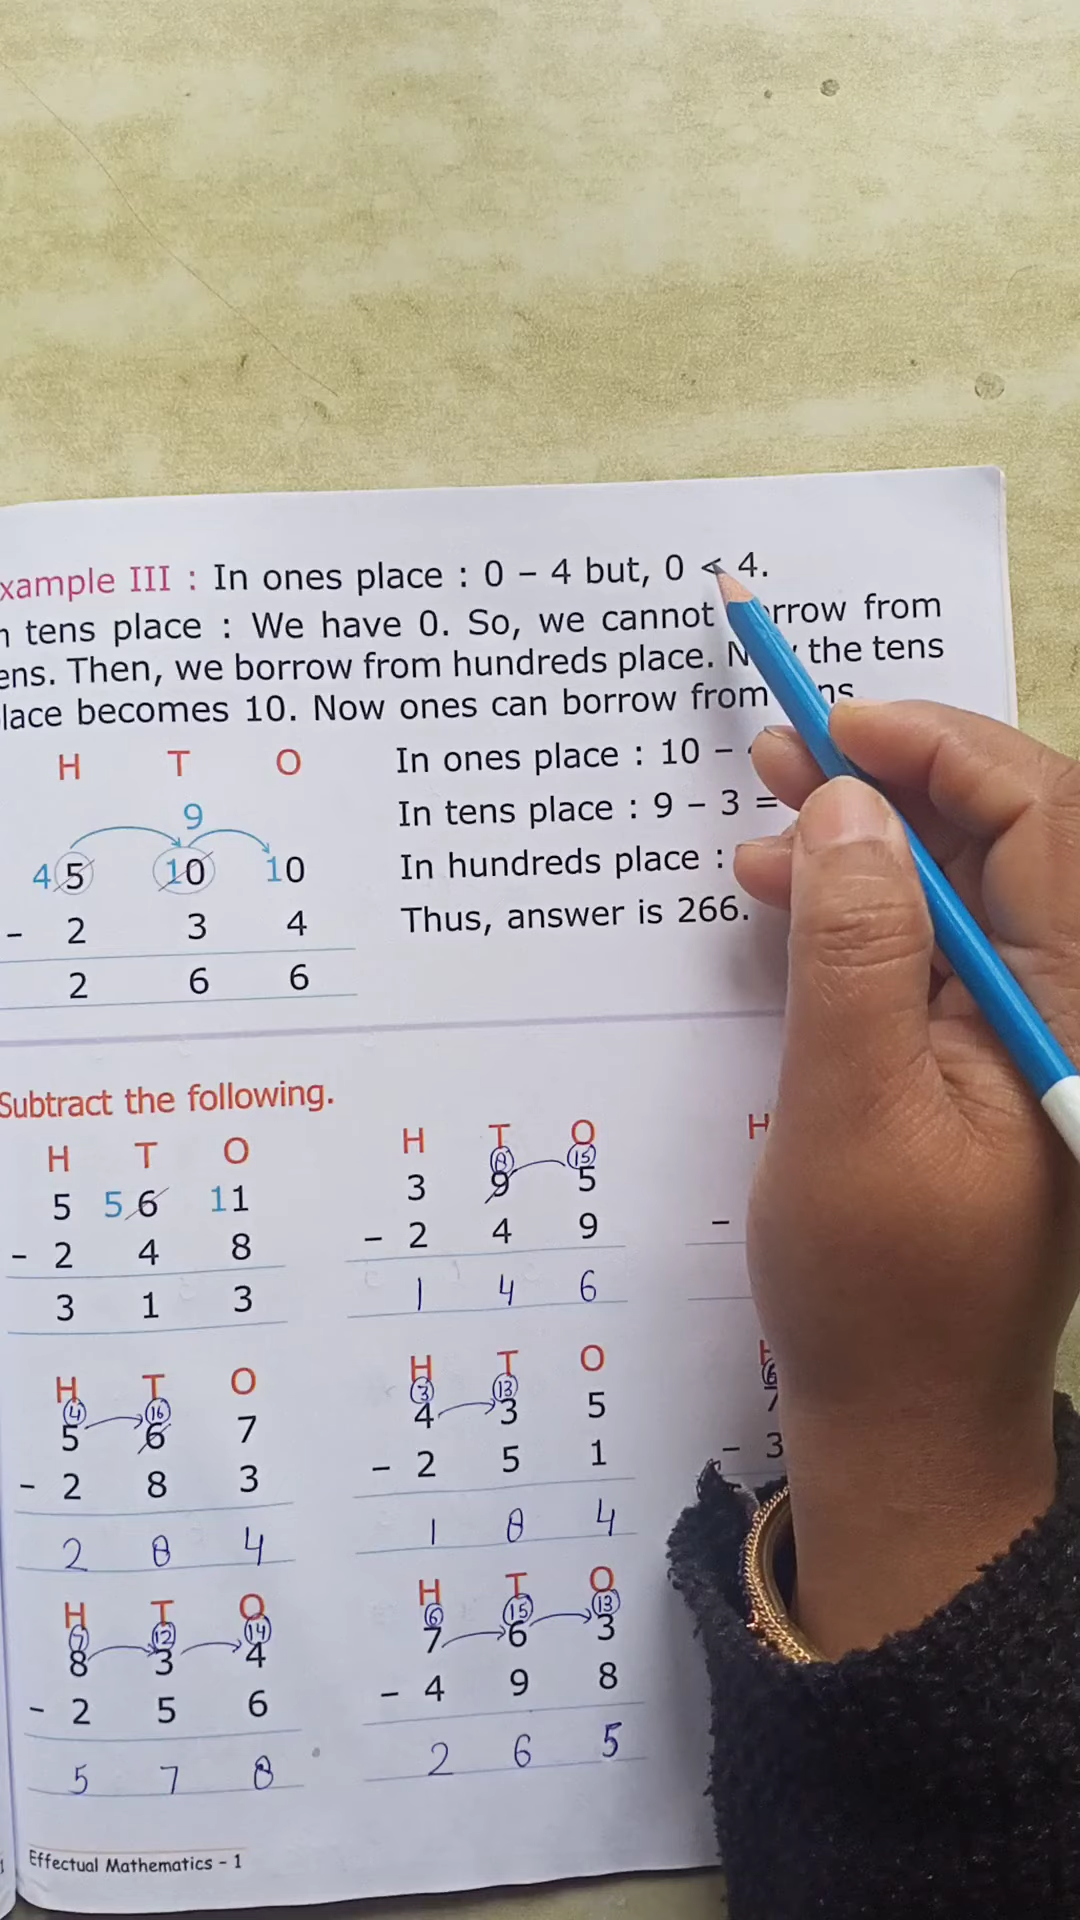 xample III : In ones place : 0 – 4 but, 0 < 4.
tens place : We have 0. So, we cannot from
ens. Then, we borrow from hundreds place. the tens
lace becomes 10. Now ones can borrow from
H T O
In ones place : 10 –
9
In tens place : 9 – 3 =
4 5 10 10
In hundreds place :
– 2 3 4
Thus, answer is 266.
2 6 6
Subtract the following.
H T O
5 5 6 11
– 2 4 8
3 1 3
H T O
8 15
3 9 5
– 2 4 9
1 4 6
H
–
H T O
4 16
5 6 7
– 2 8 3
2 8 4
H T O
3 13
4 3 5
– 2 5 1
1 8 4
6
7
– 3
H T O
7 12 14
8 3 4
– 2 5 6
5 7 8
H T O
6 15 13
7 6 3
– 4 9 8
2 6 5
Effectual Mathematics - 1